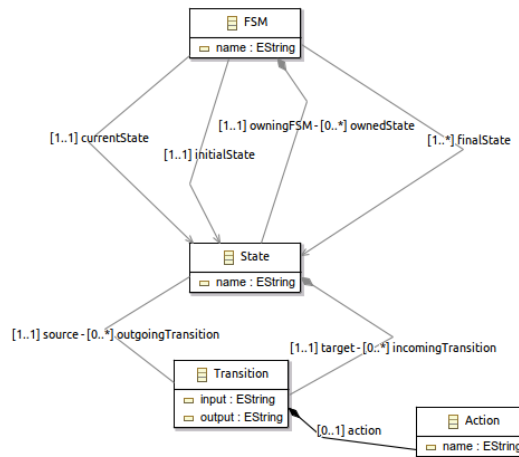 FSM
name : EString
[1..1] owningFSM - [0..*] ownedState
[1..1] currentState
[1..*] finalState
[1..1] initialState
State
name : EString
[1..1] source - [0..*] outgoingTransition
[1..1] target - [0..*] incomingTransition
Transition
input : EString
output : EString
[0..1] action
Action
name : EString